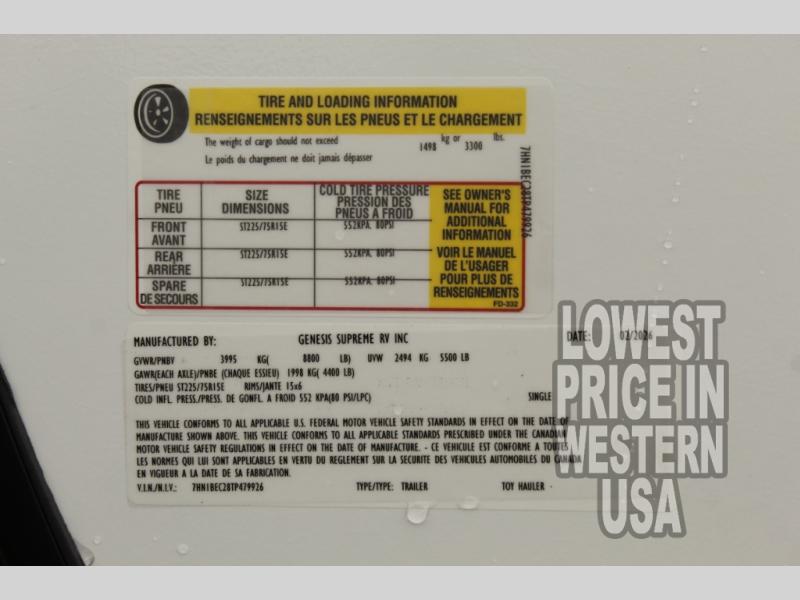 TIRE AND LOADING INFORMATION
RENSEIGNEMENTS SUR LES PNEUS ET LE CHARGEMENT
The weight of cargo should not exceed 1498 kg or 3300 lbs.
Le poids du chargement ne doit jamais dépasser
7HN1BEC28TP479926
TIRE PNEU SIZE DIMENSIONS COLD TIRE PRESSURE PRESSION DES PNEUS A FROID
FRONT AVANT ST225/75R15E 552KPA, 80PSI
REAR ARRIÈRE ST225/75R15E 552KPA, 80PSI
SPARE DE SECOURS ST225/75R15E 552KPA, 80PSI
SEE OWNER'S
MANUAL FOR
ADDITIONAL
INFORMATION
VOIR LE MANUEL
DE L'USAGER
POUR PLUS DE
RENSEIGNEMENTS
FD-332
MANUFACTURED BY: GENESIS SUPREME RV INC DATE: 02/2026
GVWR/PNBV 3995 KG( 8800 LB) UVW 2494 KG 5500 LB
GAWR(EACH AXLE)/PNBE (CHAQUE ESSIEU) 1998 KG( 4400 LB)
TIRES/PNEU ST225/75R15E RIMS/JANTE 15x6
COLD INFL. PRESS./PRESS. DE GONFL. A FROID 552 KPA(80 PSI/LPC) SINGLE
THIS VEHICLE CONFORMS TO ALL APPLICABLE U.S. FEDERAL MOTOR VEHICLE SAFETY STANDARDS IN EFFECT ON THE DATE OF
MANUFACTURE SHOWN ABOVE. THIS VEHICLE CONFORMS TO ALL APPLICABLE STANDARDS PRESCRIBED UNDER THE CANADIAN
MOTOR VEHICLE SAFETY REGULATIONS IN EFFECT ON THE DATE OF MANUFACTURE. - CE VEHICULE EST CONFORME A TOUTES
LES NORMES QUI LUI SONT APPLICABLES EN VERTU DU REGLEMENT SUR LA SECURITE DES VEHICULES AUTOMOBILES DU CANADA
EN VIGUEUR A LA DATE DE SA FABRICATION.
V.I.N./N.I.V.: 7HN1BEC28TP479926 TYPE/TYPE: TRAILER TOY HAULER
LOWEST
PRICE IN
WESTERN
USA